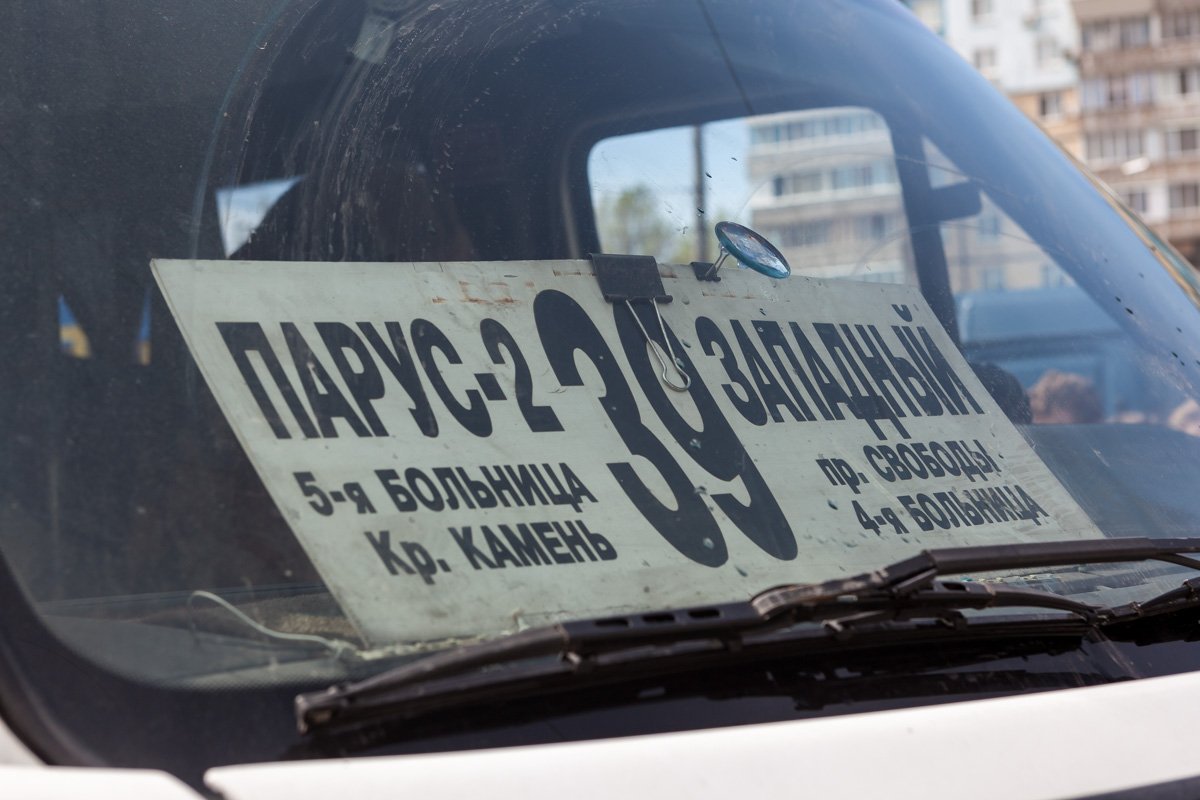 ПАРУС-2
5-я БОЛЬНИЦА
Кр. КАМЕНЬ
39
ЗАПАДНЫЙ
пр. СВОБОДЫ
4-я БОЛЬНИЦА